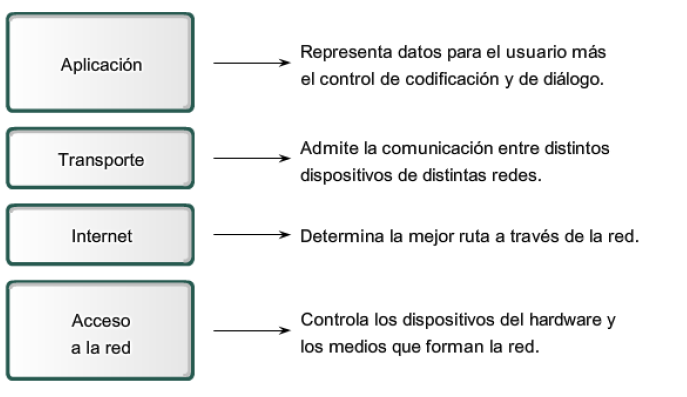 Aplicación
Representa datos para el usuario más
el control de codificación y de diálogo.
Transporte
Admite la comunicación entre distintos
dispositivos de distintas redes.
Internet
Determina la mejor ruta a través de la red.
Acceso
a la red
Controla los dispositivos del hardware y
los medios que forman la red.